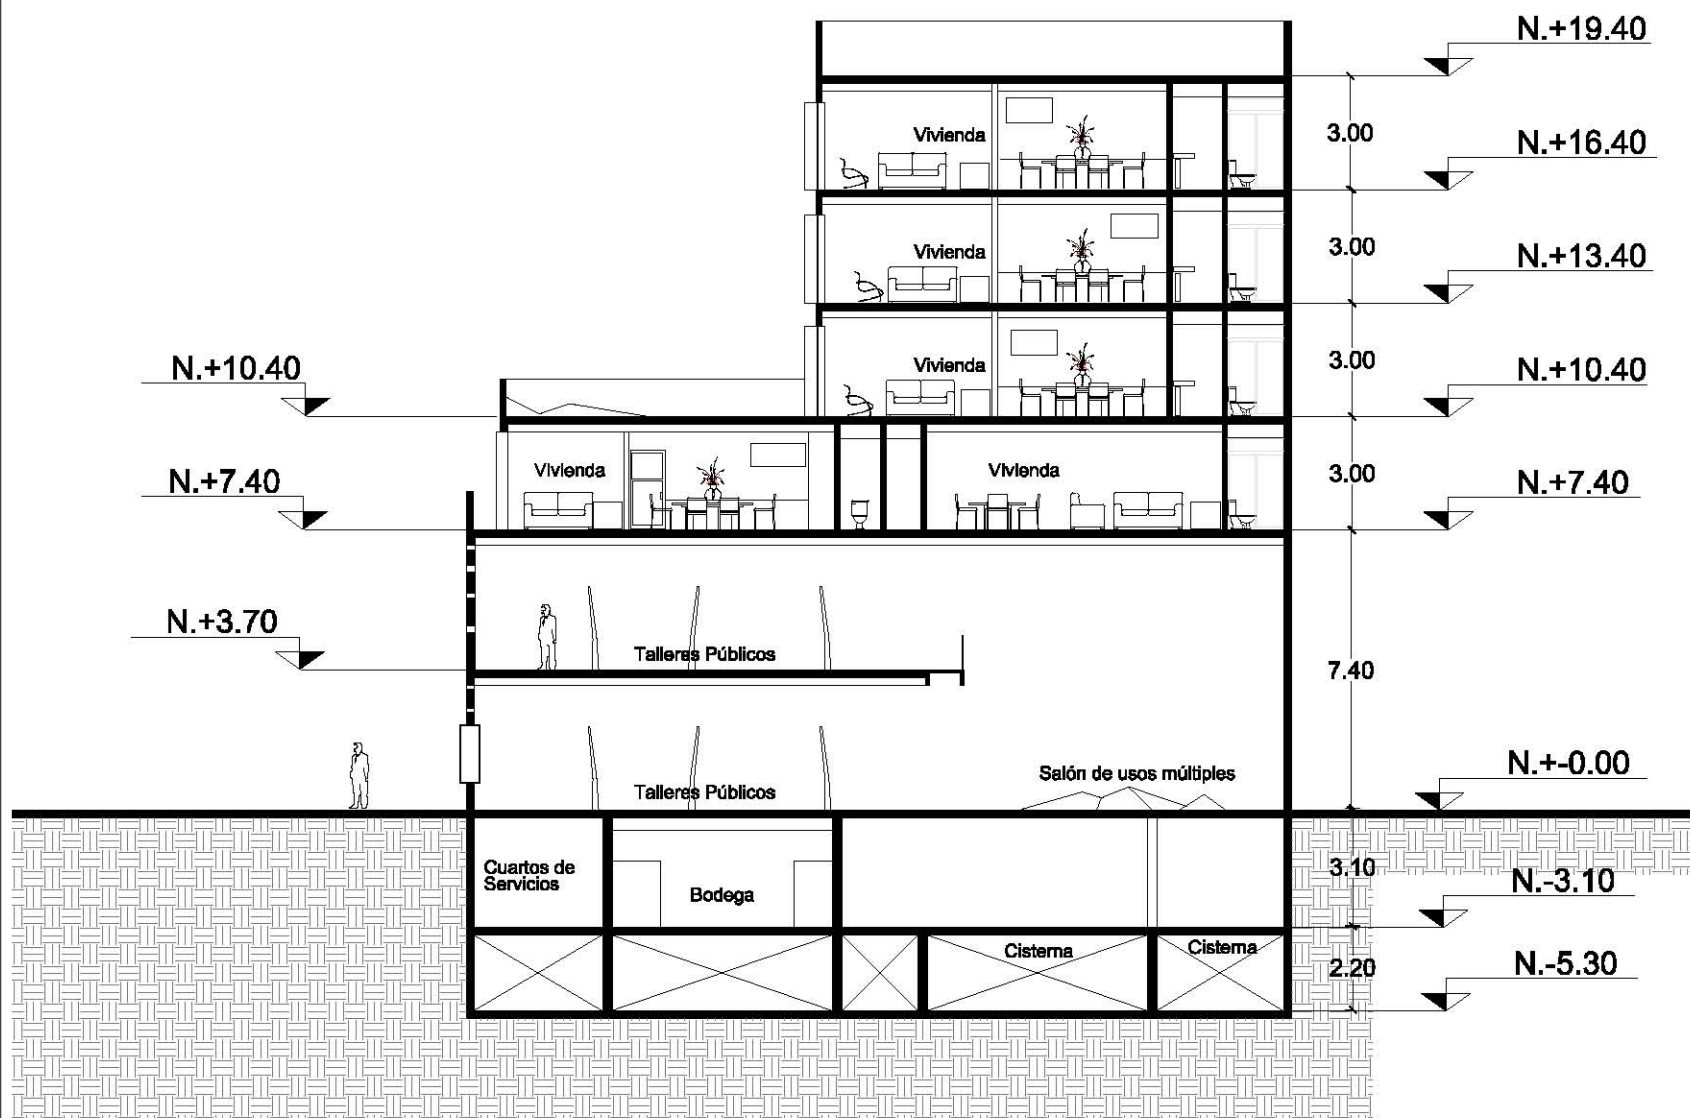 N.+19.40
3.00
Vivienda
N.+16.40
3.00
Vivienda
N.+13.40
3.00
Vivienda
N.+10.40
N.+10.40
Vivienda
Vivienda
3.00
N.+7.40
N.+7.40
N.+3.70
Talleres Públicos
7.40
N.+-0.00
Salón de usos múltiples
Talleres Públicos
Cuartos de
Servicios
3.10
N.-3.10
Bodega
Cisterna
Cisterna
2.20
N.-5.30